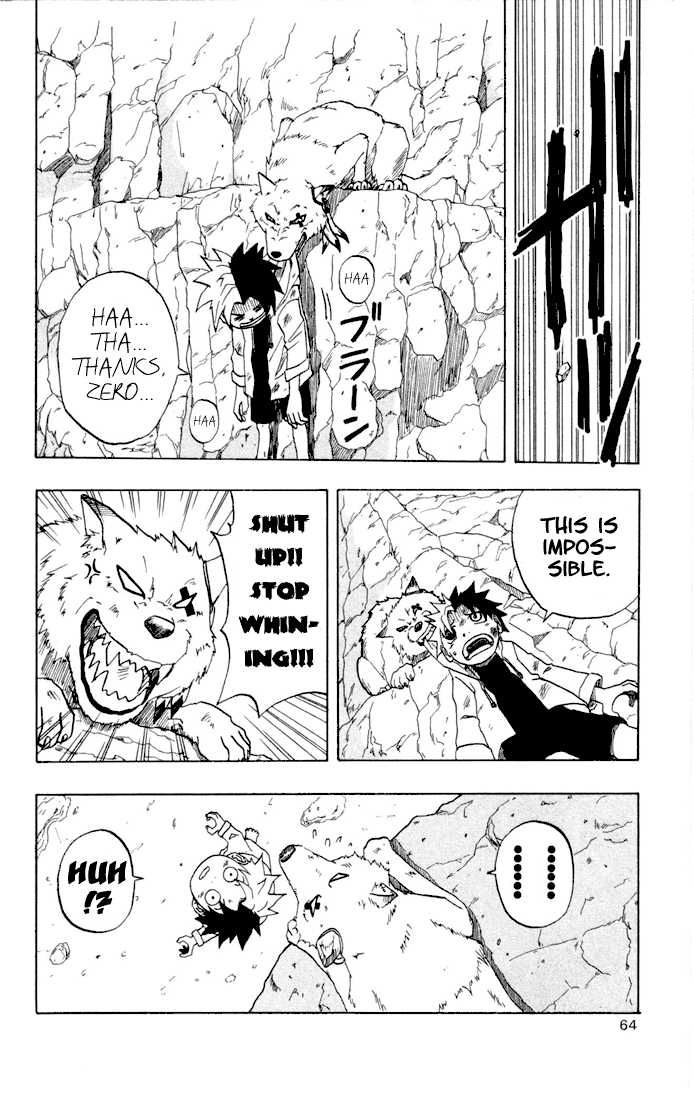 HAA
ブラーン
HAA...
THA...
THANKS,
ZERO...
HAA
THIS IS
IMPOS-
SIBLE.
SHUT
UP!!
STOP
WHIN-
ING!!!
............
HUH
!?
64